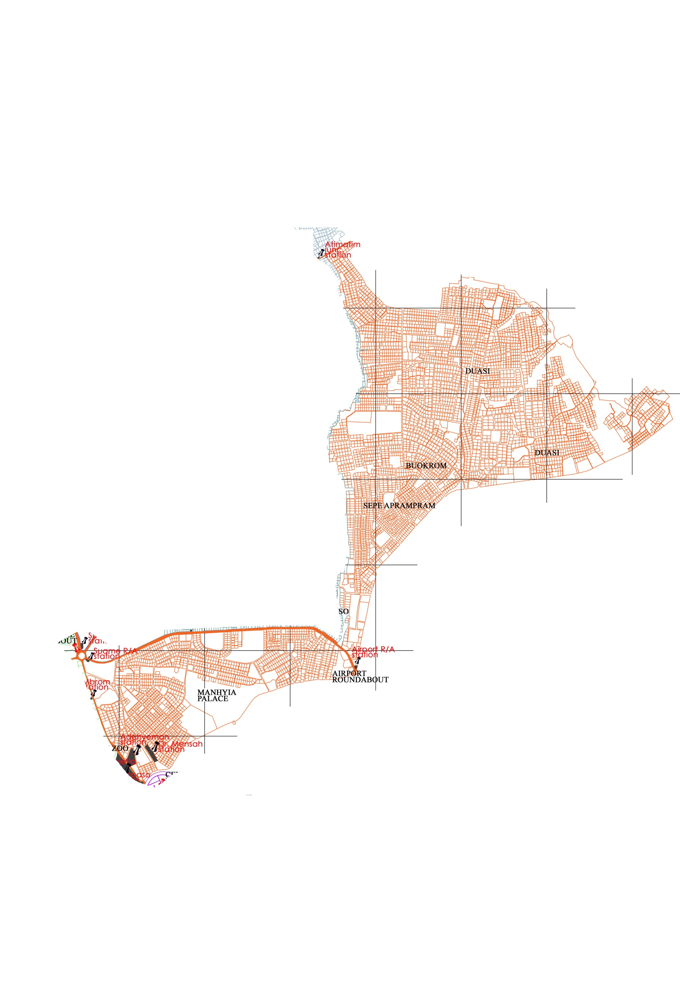 Atimatim
junc.
station
DUASI
DUASI
BUOKROM
SEPE APRAMPRAM
SO
Suame R/A
station
Airport R/A
station
AIRPORT
ROUNDABOUT
MANHYIA
PALACE
Adehyeman
station
Dr. Mensah
station
ZOO